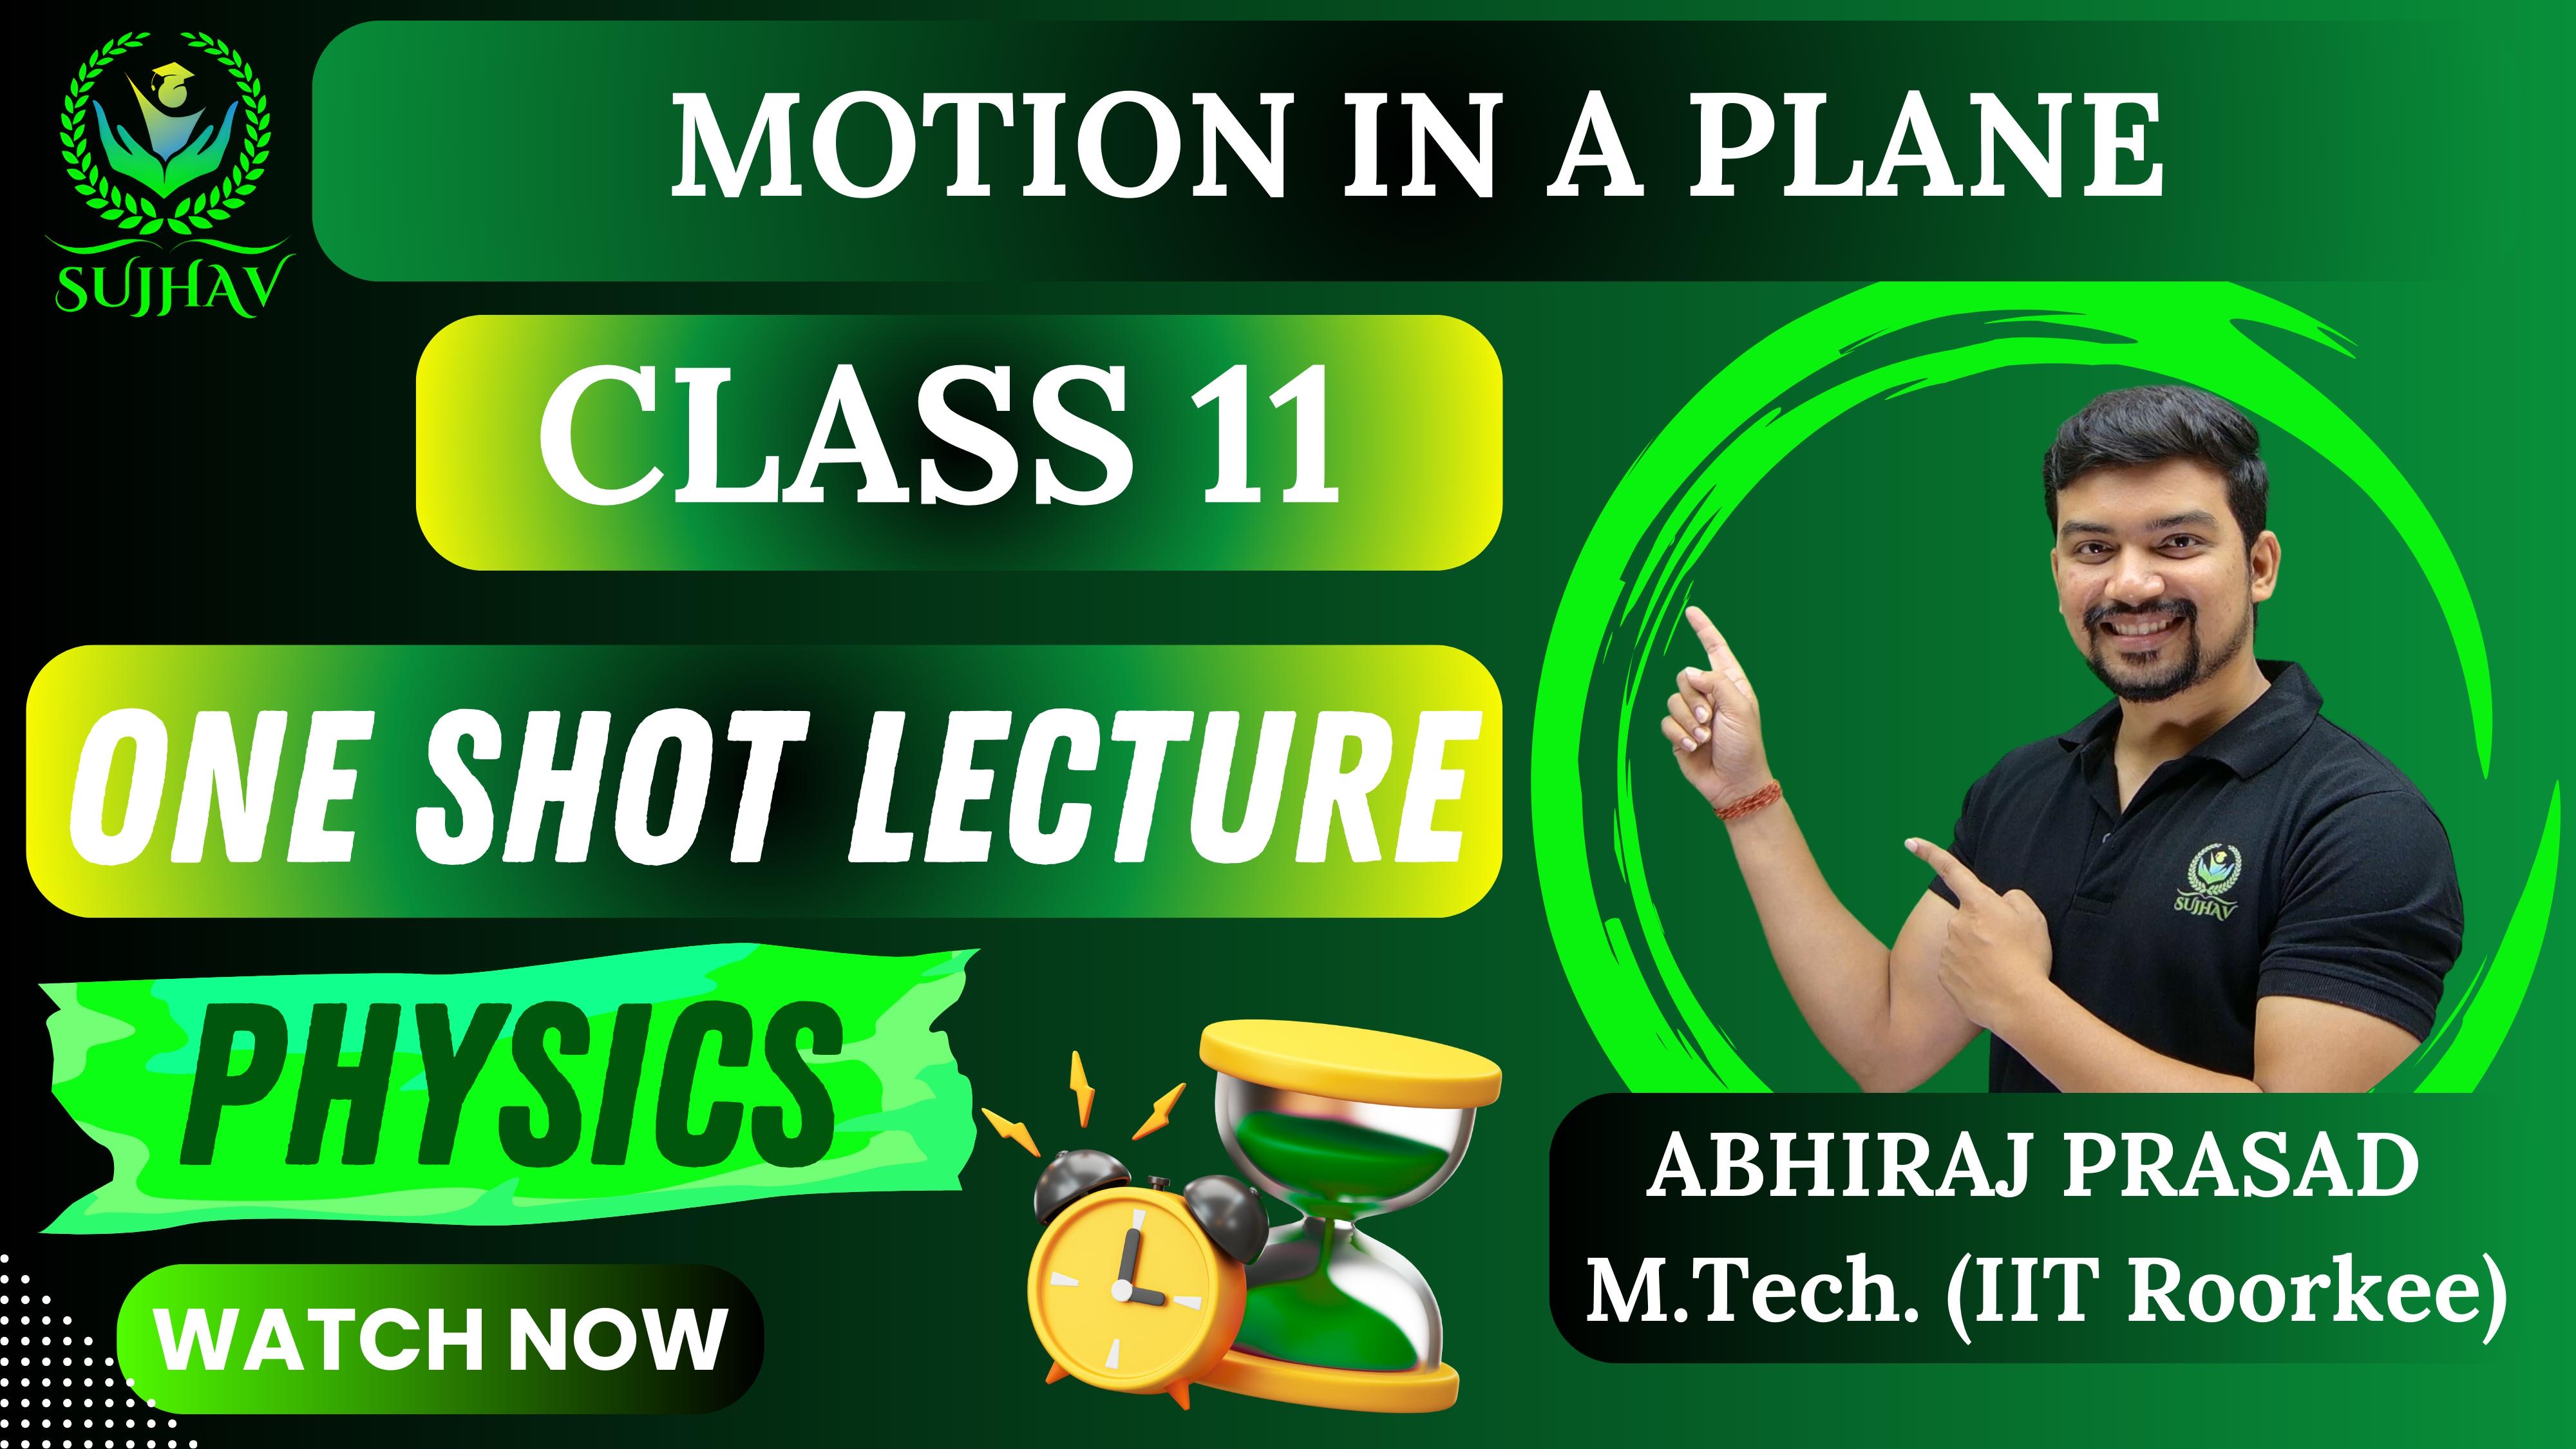 SUJHAV
MOTION IN A PLANE
CLASS 11
ONE SHOT LECTURE
PHYSICS
WATCH NOW
SUJHAV
ABHIRAJ PRASAD
M.Tech. (IIT Roorkee)